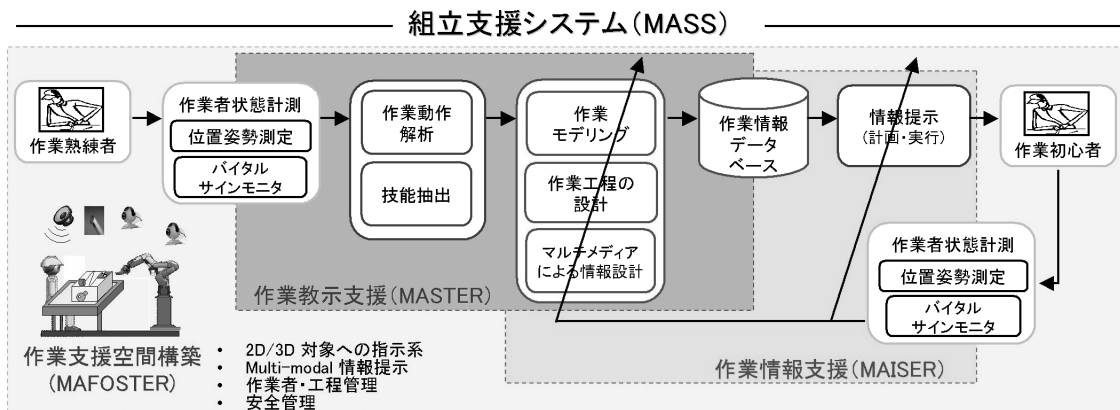 組立支援システム(MASS)
作業熟練者
作業者状態計測
位置姿勢測定
バイタル
サインモニタ
作業動作
解析
技能抽出
作業
モデリング
作業工程の
設計
マルチメディア
による情報設計
作業情報
データ
ベース
情報提示
(計画・実行)
作業初心者
作業者状態計測
位置姿勢測定
バイタル
サインモニタ
作業教示支援(MASTER)
作業情報支援(MAISER)
作業支援空間構築
(MAFOSTER)
• 2D/3D 対象への指示系
• Multi-modal 情報提示
• 作業者・工程管理
• 安全管理